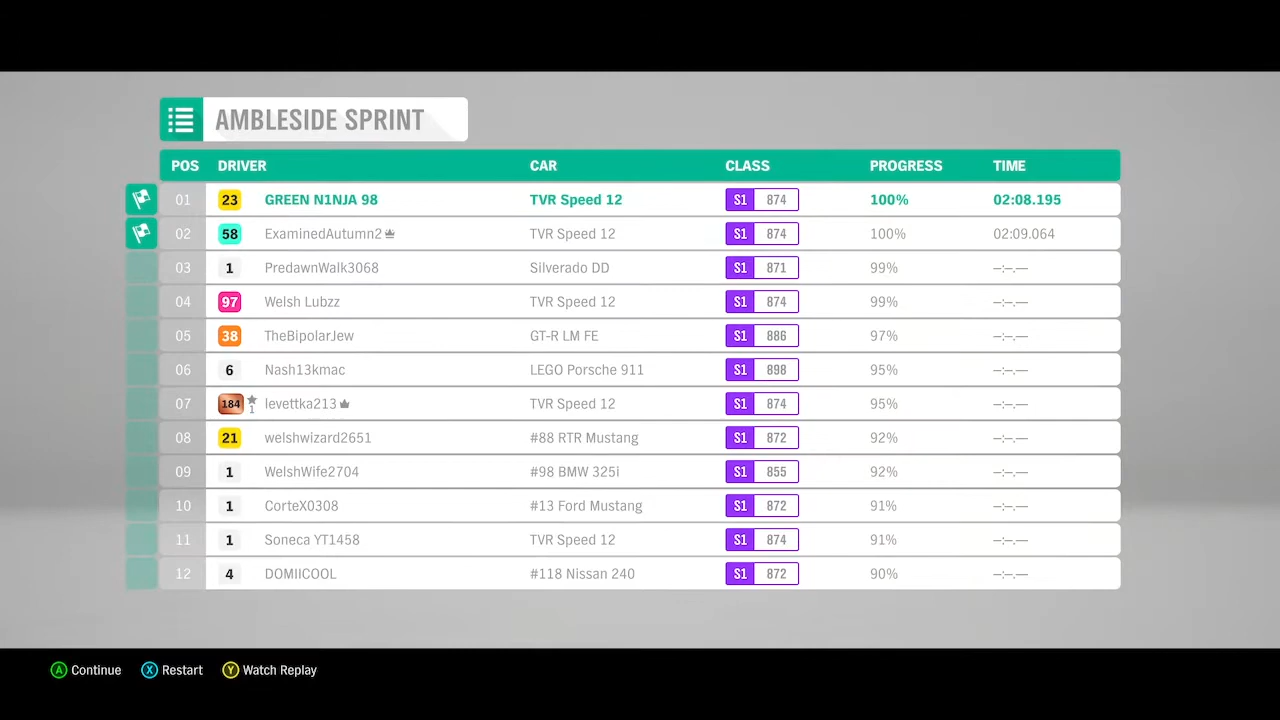 AMBLESIDE SPRINT
POS DRIVER CAR CLASS PROGRESS TIME
01 23 GREEN N1NJA 98 TVR Speed 12 S1 874 100% 02:08.195
02 58 ExaminedAutumn2 TVR Speed 12 S1 874 100% 02:09.064
03 1 PredawnWalk3068 Silverado DD S1 871 99% --:--.---
04 97 Welsh Lubzz TVR Speed 12 S1 874 99% --:--.---
05 38 TheBipolarJew GT-R LM FE S1 886 97% --:--.---
06 6 Nash13kmac LEGO Porsche 911 S1 898 95% --:--.---
07 184 1 levettka213 TVR Speed 12 S1 874 95% --:--.---
08 21 welshwizard2651 #88 RTR Mustang S1 872 92% --:--.---
09 1 WelshWife2704 #98 BMW 325i S1 855 92% --:--.---
10 1 CorteX0308 #13 Ford Mustang S1 872 91% --:--.---
11 1 Soneca YT1458 TVR Speed 12 S1 874 91% --:--.---
12 4 DOMIICOOL #118 Nissan 240 S1 872 90% --:--.---
A Continue X Restart Y Watch Replay